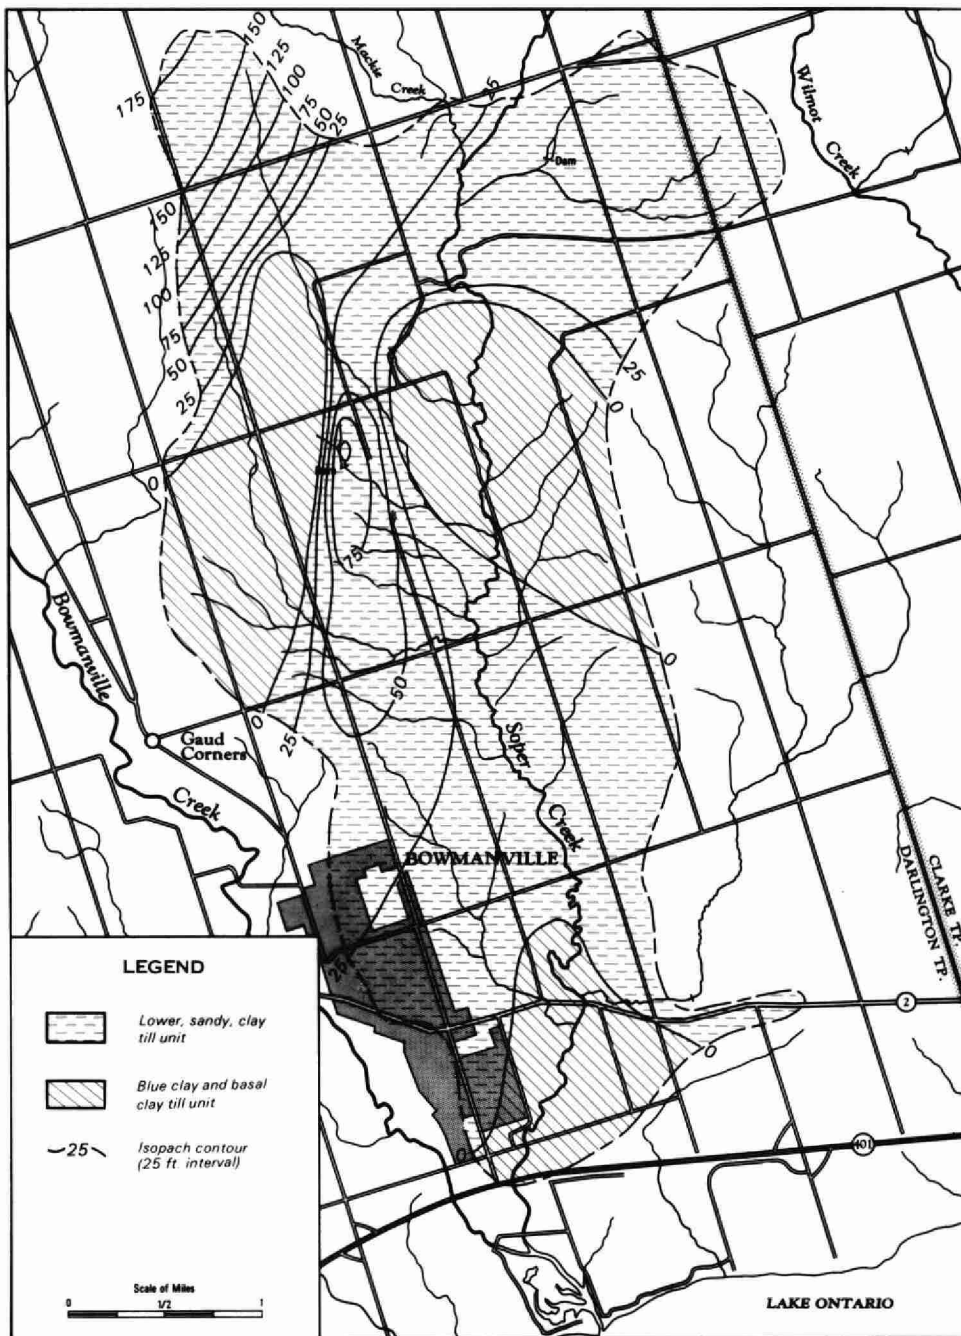 150
125
100
75
50
25
175
Mackie
Creek
25
Wilmot
Creek
Dam
150
125
100
75
50
25
0
25
0
75
Bowmanville
Creek
0
50
0
25
Gaud
Corners
Soper
Creek
BOWMANVILLE
CLARKE TP.
DARLINGTON TP.
25
2
0
0
401
LEGEND
Lower, sandy, clay
till unit
Blue clay and basal
clay till unit
25
Isopach contour
(25 ft. interval)
Scale of Miles
0 1/2 1
LAKE ONTARIO